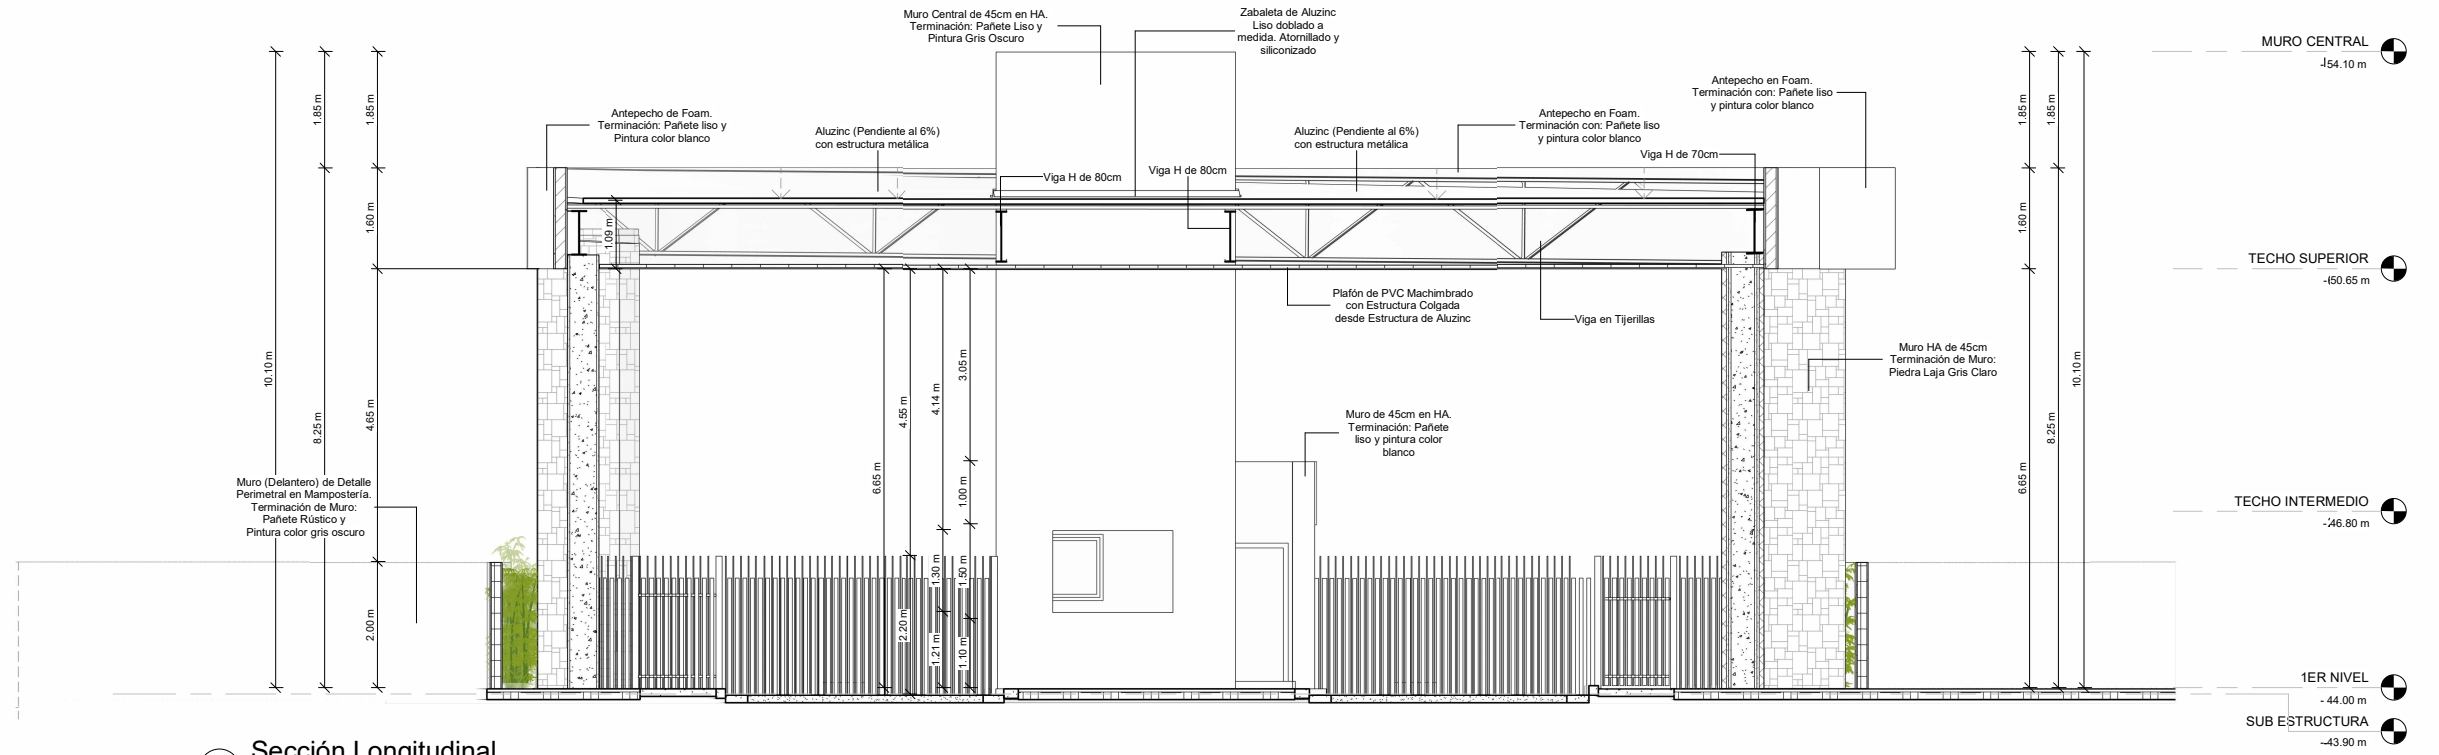 Muro Central de 45cm en HA.
Terminación: Pañete Liso y
Pintura Gris Oscuro
Zabaleta de Aluzinc
Liso doblado a
medida. Atornillado y
siliconizado
MURO CENTRAL
54.10 m
Antepecho de Foam.
Terminación: Pañete liso y
Pintura color blanco
Aluzinc (Pendiente al 6%)
con estructura metálica
Aluzinc (Pendiente al 6%)
con estructura metálica
Antepecho en Foam.
Terminación con: Pañete liso
y pintura color blanco
Antepecho en Foam.
Terminación con: Pañete liso
y pintura color blanco
Viga H de 80cm
Viga H de 80cm
Viga H de 70cm
1.85 m
1.85 m
1.60 m
1.09 m
10.10 m
8.25 m
4.65 m
2.00 m
6.65 m
4.55 m
2.20 m
4.14 m
1.30 m
1.21 m
3.05 m
1.00 m
1.50 m
1.10 m
1.85 m
1.85 m
1.60 m
6.65 m
8.25 m
10.10 m
TECHO SUPERIOR
50.65 m
Plafón de PVC Machimbrado
con Estructura Colgada
desde Estructura de Aluzinc
Viga en Tijerillas
Muro HA de 45cm
Terminación de Muro:
Piedra Laja Gris Claro
Muro de 45cm en HA.
Terminación: Pañete
liso y pintura color
blanco
Muro (Delantero) de Detalle
Perimetral en Mampostería.
Terminación de Muro:
Pañete Rústico y
Pintura color gris oscuro
TECHO INTERMEDIO
46.80 m
1ER NIVEL
44.00 m
SUB ESTRUCTURA
43.90 m
Sección Longitudinal